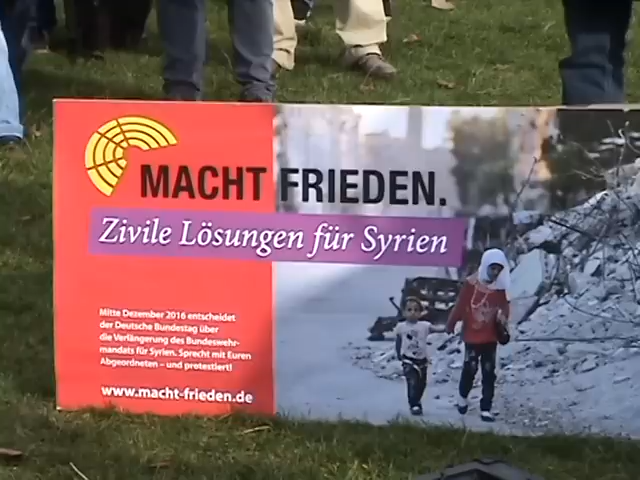 MACHT FRIEDEN.
Zivile Lösungen für Syrien
Mitte Dezember 2016 entscheidet
der Deutsche Bundestag über
die Verlängerung des Bundeswehr-
mandats für Syrien. Sprecht mit Euren
Abgeordneten – und protestiert!
www.macht-frieden.de